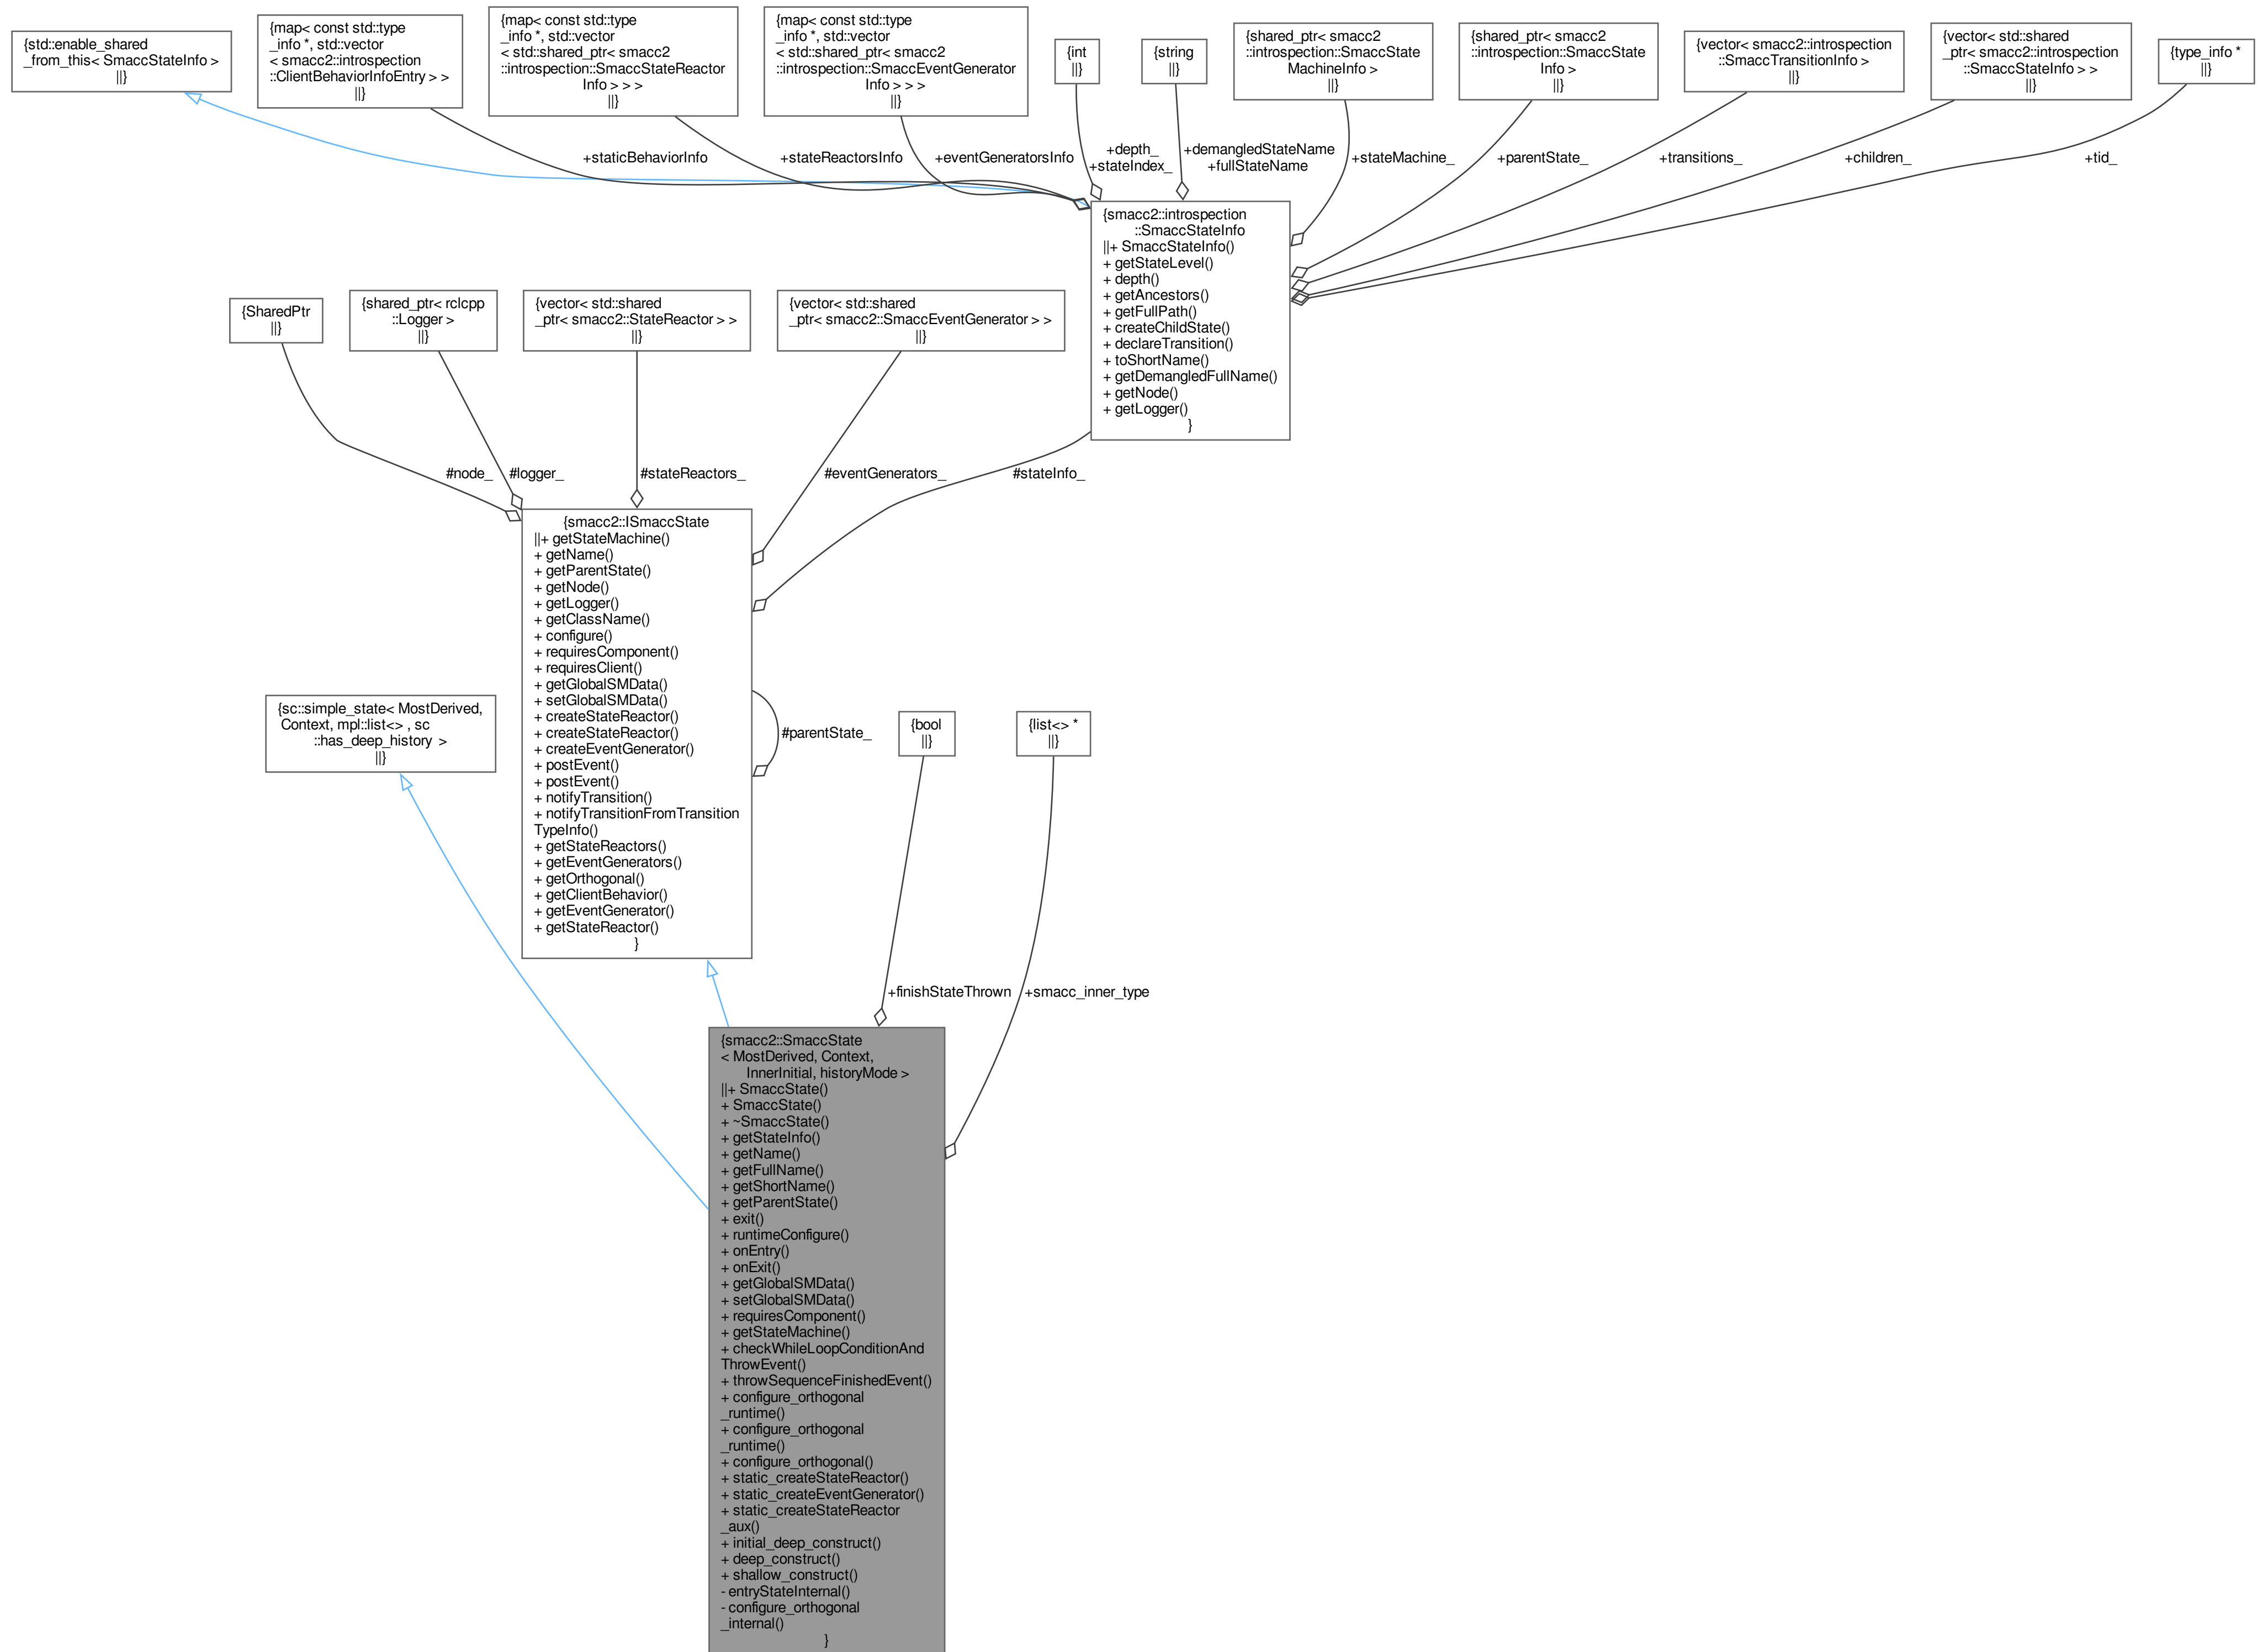 {std::enable_shared
_from_this< SmaccStateInfo >
||}
{map< const std::type
_info *, std::vector
< smacc2::introspection
::ClientBehaviorInfoEntry > >
||}
{map< const std::type
_info *, std::vector
< std::shared_ptr< smacc2
::introspection::SmaccStateReactor
Info > > >
||}
{map< const std::type
_info *, std::vector
< std::shared_ptr< smacc2
::introspection::SmaccEventGenerator
Info > > >
||}
{int
||}
{string
||}
{shared_ptr< smacc2
::introspection::SmaccState
MachineInfo >
||}
{shared_ptr< smacc2
::introspection::SmaccState
Info >
||}
{vector< smacc2::introspection
::SmaccTransitionInfo >
||}
{vector< std::shared
_ptr< smacc2::introspection
::SmaccStateInfo > >
||}
{type_info *
||}
+staticBehaviorInfo
+stateReactorsInfo
+eventGeneratorsInfo
+depth_
+stateIndex_
+demangledStateName
+fullStateName
+stateMachine_
+parentState_
+transitions_
+children_
+tid_
{smacc2::introspection
::SmaccStateInfo
||+ SmaccStateInfo()
+ getStateLevel()
+ depth()
+ getAncestors()
+ getFullPath()
+ createChildState()
+ declareTransition()
+ toShortName()
+ getDemangledFullName()
+ getNode()
+ getLogger()
}
{SharedPtr
||}
{shared_ptr< rclcpp
::Logger >
||}
{vector< std::shared
_ptr< smacc2::StateReactor > >
||}
{vector< std::shared
_ptr< smacc2::SmaccEventGenerator > >
||}
#node_
#logger_
#stateReactors_
#eventGenerators_
#stateInfo_
{smacc2::ISmaccState
||+ getStateMachine()
+ getName()
+ getParentState()
+ getNode()
+ getLogger()
+ getClassName()
+ configure()
+ requiresComponent()
+ requiresClient()
+ getGlobalSMData()
+ setGlobalSMData()
+ createStateReactor()
+ createStateReactor()
+ createEventGenerator()
+ postEvent()
+ postEvent()
+ notifyTransition()
+ notifyTransitionFromTransition
TypeInfo()
+ getStateReactors()
+ getEventGenerators()
+ getOrthogonal()
+ getClientBehavior()
+ getEventGenerator()
+ getStateReactor()
}
#parentState_
{sc::simple_state< MostDerived,
Context, mpl::list<> , sc
::has_deep_history >
||}
{bool
||}
{list<> *
||}
+finishStateThrown
+smacc_inner_type
{smacc2::SmaccState
< MostDerived, Context,
InnerInitial, historyMode >
||+ SmaccState()
+ SmaccState()
+ ~SmaccState()
+ getStateInfo()
+ getName()
+ getFullName()
+ getShortName()
+ getParentState()
+ exit()
+ runtimeConfigure()
+ onEntry()
+ onExit()
+ getGlobalSMData()
+ setGlobalSMData()
+ requiresComponent()
+ getStateMachine()
+ checkWhileLoopConditionAnd
ThrowEvent()
+ throwSequenceFinishedEvent()
+ configure_orthogonal
_runtime()
+ configure_orthogonal
_runtime()
+ configure_orthogonal()
+ static_createStateReactor()
+ static_createEventGenerator()
+ static_createStateReactor
_aux()
+ initial_deep_construct()
+ deep_construct()
+ shallow_construct()
- entryStateInternal()
- configure_orthogonal
_internal()
}